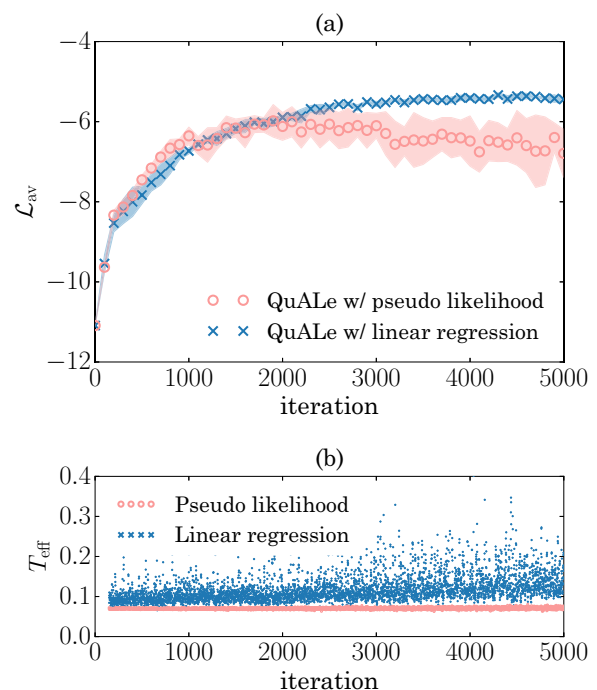 (a)
−4
−6
−8
−10
−12
ℒav
QuALe w/ pseudo likelihood
QuALe w/ linear regression
0 1000 2000 3000 4000 5000
iteration
(b)
0.4
0.3
0.2
0.1
0.0
Teff
Pseudo likelihood
Linear regression
0 1000 2000 3000 4000 5000
iteration